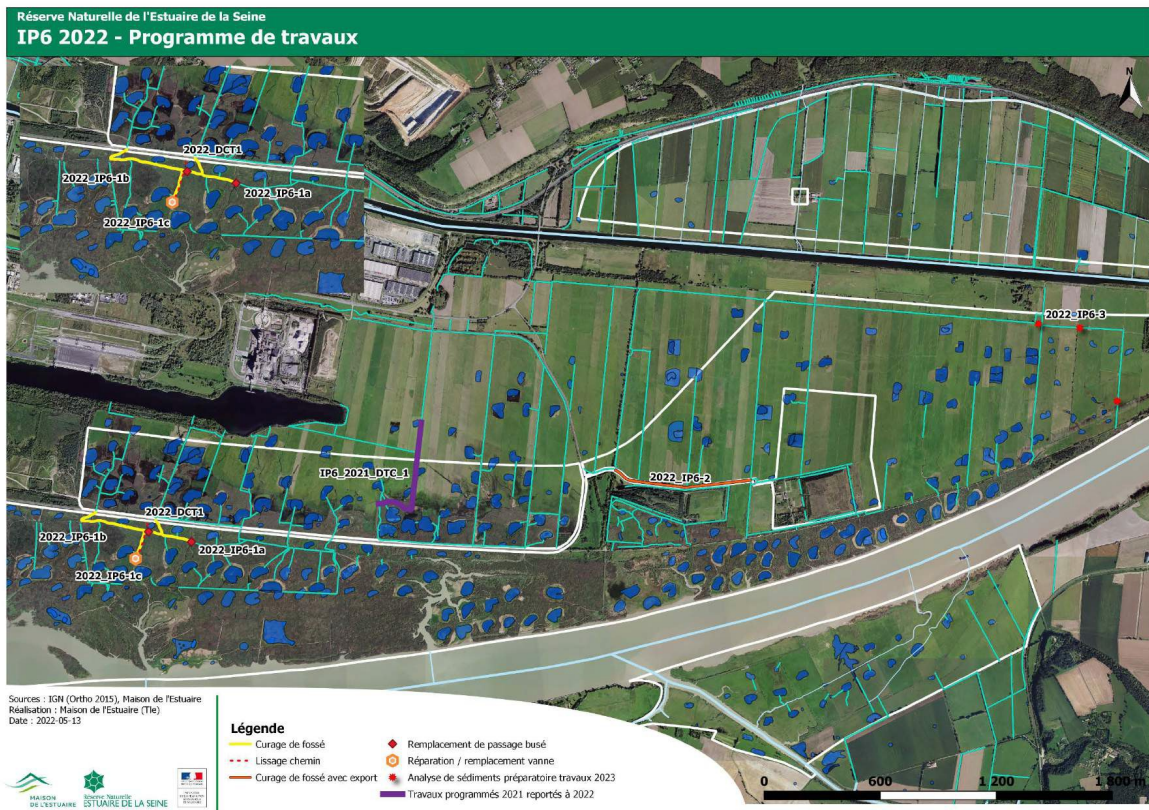 Réserve Naturelle de l'Estuaire de la Seine
IP6 2022 - Programme de travaux
N
2022_DCT1
2022_IP6-1b
2022_IP6-1a
2022_IP6-1c
2022_IP6-3
IP6_2021_DTC_1
2022_IP6-2
2022_DCT1
2022_IP6-1b
2022_IP6-1a
2022_IP6-1c
Sources : IGN (Ortho 2015), Maison de l'Estuaire
Réalisation : Maison de l'Estuaire (Tle)
Date : 2022-05-13
Légende
Curage de fossé
Lissage chemin
Curage de fossé avec export
Remplacement de passage busé
Réparation / remplacement vanne
Analyse de sédiments préparatoire travaux 2023
Travaux programmés 2021 reportés à 2022
0 600 1 200 1 800 m
MAISON
DE L'ESTUAIRE
Réserve Naturelle
ESTUAIRE DE LA SEINE